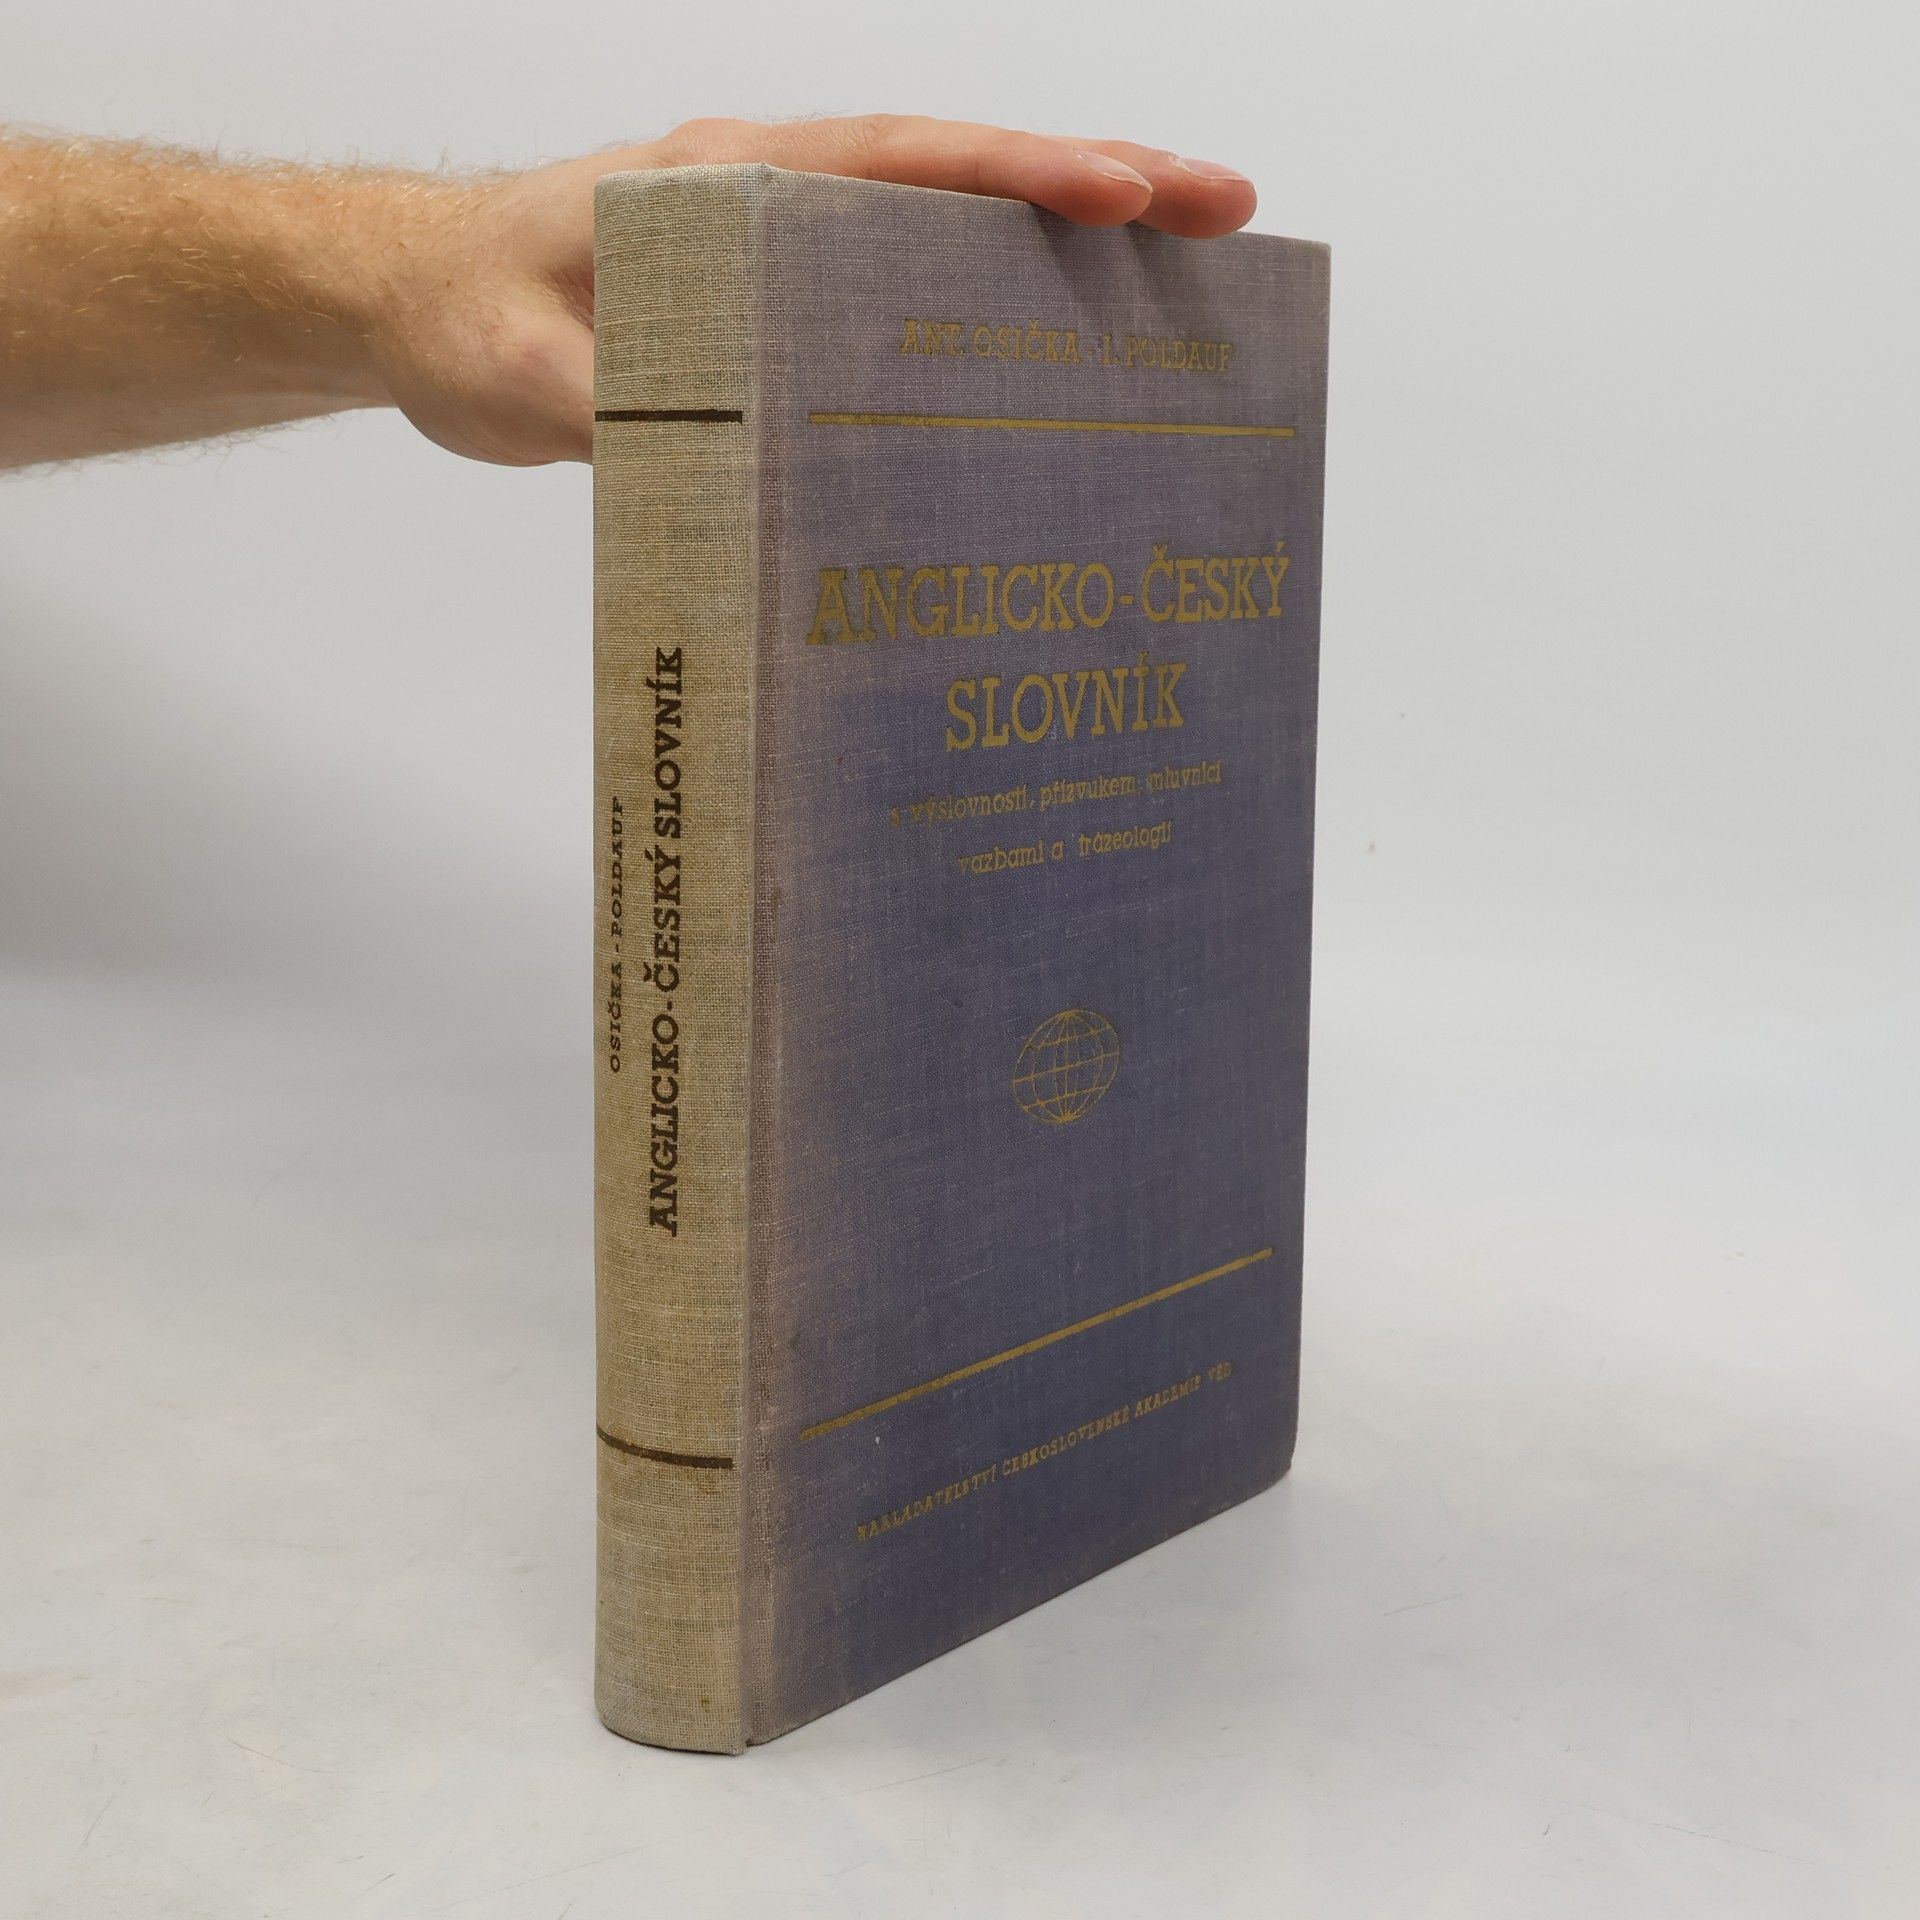 OSIČKA - POLDAUF
ANGLICKO-ČESKÝ SLOVNÍK
ANT. OSIČKA - I. POLDAUF
ANGLICKO-ČESKÝ
SLOVNÍK
s výslovností, přízvukem, mluvnicí
vazbami a frazeologií
NAKLADATELSTVÍ ČESKOSLOVENSKÉ AKADEMIE VĚD